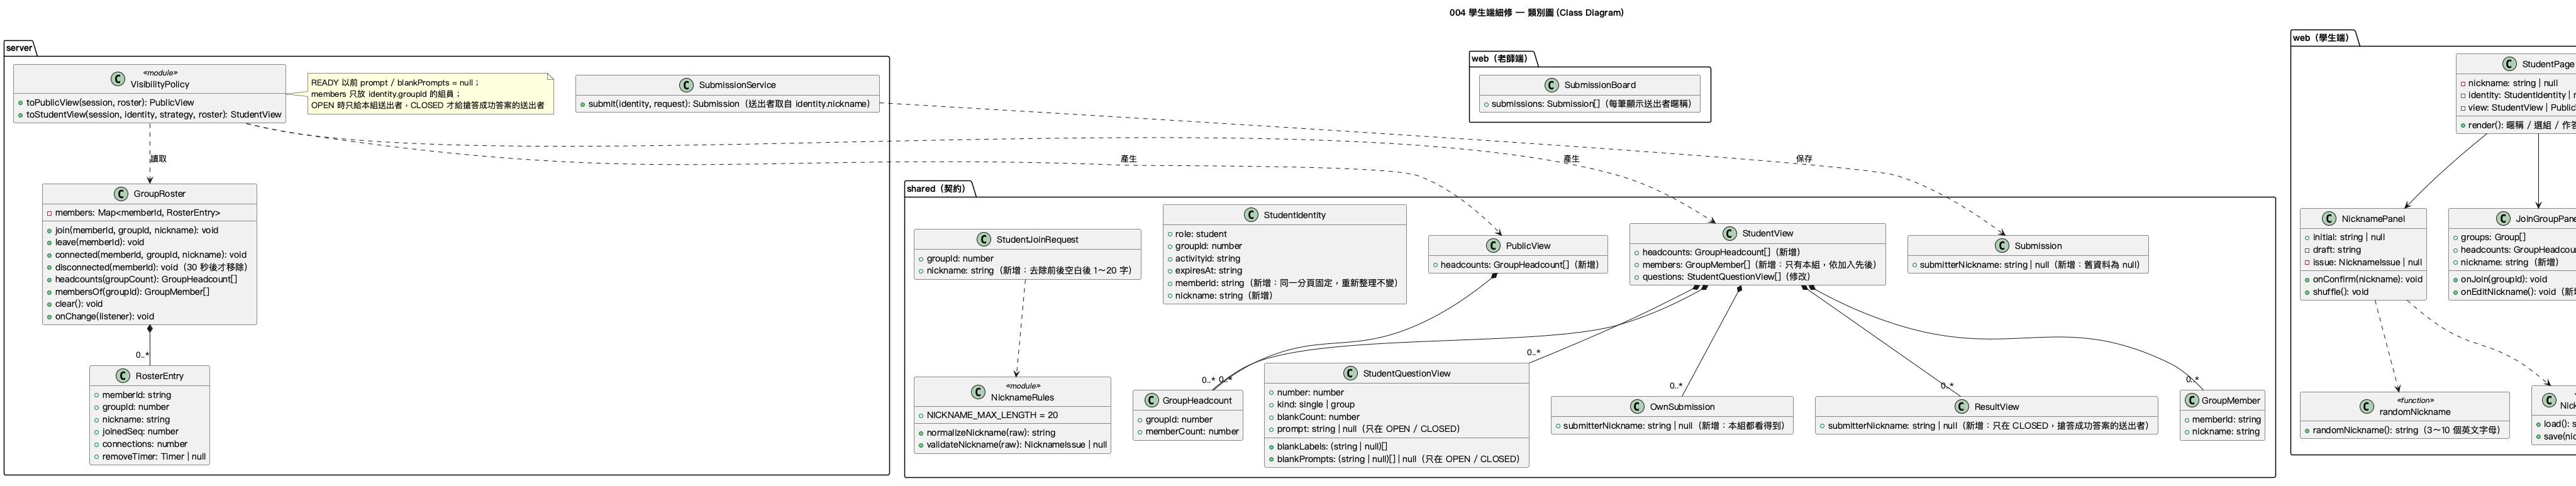 004 學生端細修 — 類別圖 (Class Diagram)
server
«module»
VisibilityPolicy
toPublicView(session, roster): PublicView
toStudentView(session, identity, strategy, roster): StudentView
READY 以前 prompt / blankPrompts = null；
members 只放 identity.groupId 的組員；
OPEN 時只給本組送出者，CLOSED 才給搶答成功答案的送出者
SubmissionService
submit(identity, request): Submission（送出者取自 identity.nickname）
讀取
GroupRoster
members: Map<memberId, RosterEntry>
join(memberId, groupId, nickname): void
leave(memberId): void
connected(memberId, groupId, nickname): void
disconnected(memberId): void（30 秒後才移除）
headcounts(groupCount): GroupHeadcount[]
membersOf(groupId): GroupMember[]
clear(): void
onChange(listener): void
0..*
RosterEntry
memberId: string
groupId: number
nickname: string
joinedSeq: number
connections: number
removeTimer: Timer | null
web（老師端）
SubmissionBoard
submissions: Submission[]（每筆顯示送出者暱稱）
產生
產生
保存
shared（契約）
StudentJoinRequest
groupId: number
nickname: string（新增：去除前後空白後 1～20 字）
StudentIdentity
role: student
groupId: number
activityId: string
expiresAt: string
memberId: string（新增：同一分頁固定，重新整理不變）
nickname: string（新增）
PublicView
headcounts: GroupHeadcount[]（新增）
StudentView
headcounts: GroupHeadcount[]（新增）
members: GroupMember[]（新增：只有本組，依加入先後）
questions: StudentQuestionView[]（修改）
Submission
submitterNickname: string | null（新增：舊資料為 null）
«module»
NicknameRules
NICKNAME_MAX_LENGTH = 20
normalizeNickname(raw): string
validateNickname(raw): NicknameIssue | null
0..*
0..*
GroupHeadcount
groupId: number
memberCount: number
0..*
StudentQuestionView
number: number
kind: single | group
blankCount: number
prompt: string | null（只在 OPEN / CLOSED）
blankLabels: (string | null)[]
blankPrompts: (string | null)[] | null（只在 OPEN / CLOSED）
0..*
OwnSubmission
submitterNickname: string | null（新增：本組都看得到）
0..*
ResultView
submitterNickname: string | null（新增：只在 CLOSED，搶答成功答案的送出者）
0..*
GroupMember
memberId: string
nickname: string
web（學生端）
StudentPage
nickname: string | null
identity: StudentIdentity |
view: StudentView | Publi
render(): 暱稱 / 選組 / 作
NicknamePanel
initial: string | null
draft: string
issue: NicknameIssue | null
onConfirm(nickname): void
shuffle(): void
JoinGroupPan
groups: Group[]
headcounts: GroupHeadcou
nickname: string（新增）
onJoin(groupId): void
onEditNickname(): void（新
«function»
randomNickname
randomNickname(): string（3～10 個英文字母）
Nick
load(): s
save(nic